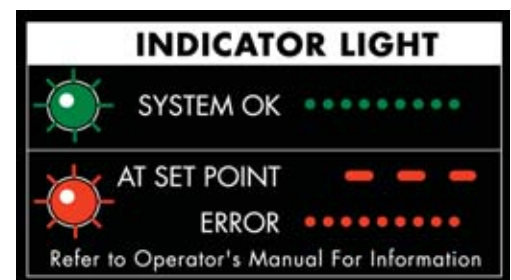 INDICATOR LIGHT
SYSTEM OK
AT SET POINT
ERROR
Refer to Operator's Manual For Information